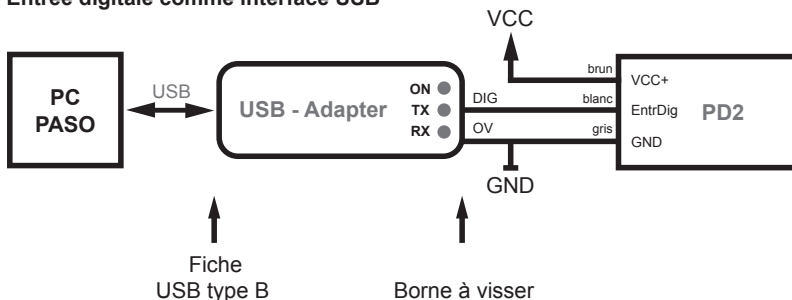 Entrée digitale comme interface USB
VCC
PC
PASO
USB
USB - Adapter
ON
TX
RX
DIG
OV
brun
blanc
gris
VCC+
EntrDig
GND
PD2
GND
Fiche
USB type B
Borne à visser